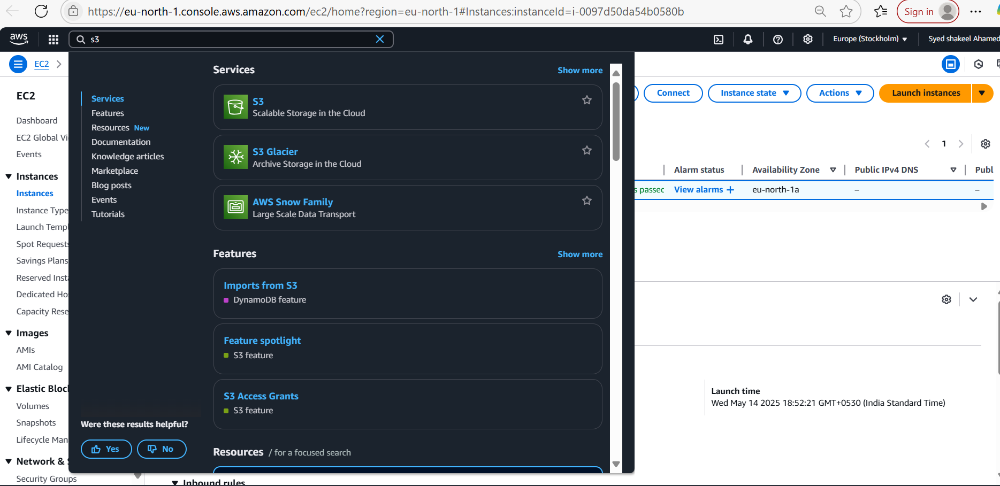 https://eu-north-1.console.aws.amazon.com/ec2/home?region=eu-north-1#Instances:instanceId=i-0097d50da54b0580b
Sign in
aws
s3
Europe (Stockholm)
Syed shakeel Ahamed
EC2
EC2
Dashboard
EC2 Global Vi
Events
Instances
Instances
Instance Type
Launch Templ
Spot Requests
Savings Plans
Reserved Insta
Dedicated Ho
Capacity Rese
Images
AMIs
AMI Catalog
Elastic Bloc
Volumes
Snapshots
Lifecycle Man
Network & S
Security Groups
Services
Features
Resources New
Documentation
Knowledge articles
Marketplace
Blog posts
Events
Tutorials
Were these results helpful?
Yes
No
Services
Show more
S3
Scalable Storage in the Cloud
S3 Glacier
Archive Storage in the Cloud
AWS Snow Family
Large Scale Data Transport
Features
Show more
Imports from S3
DynamoDB feature
Feature spotlight
S3 feature
S3 Access Grants
S3 feature
Resources / for a focused search
Connect
Instance state
Actions
Launch instances
1
Alarm status
Availability Zone
Public IPv4 DNS
Publ
s passed
View alarms +
eu-north-1a
–
–
Launch time
Wed May 14 2025 18:52:21 GMT+0530 (India Standard Time)
Inbound rules